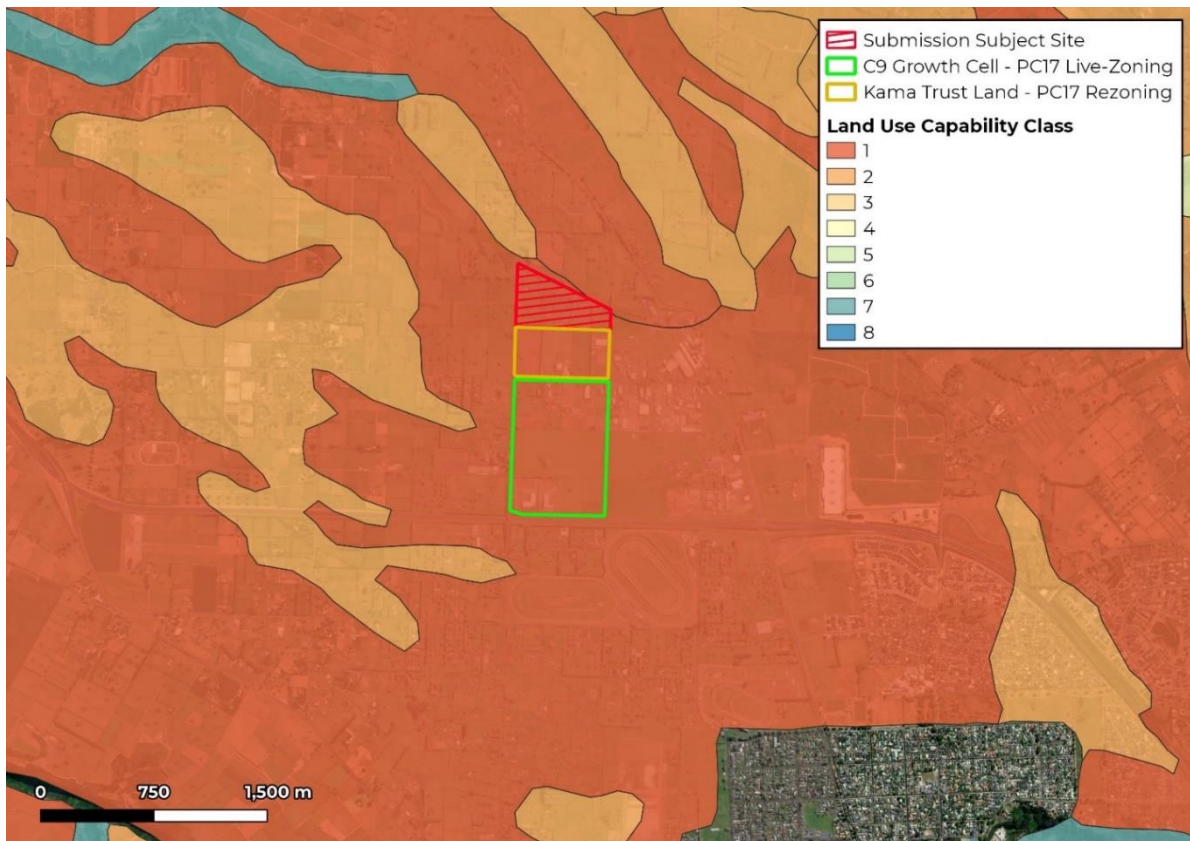 Submission Subject Site
C9 Growth Cell - PC17 Live-Zoning
Kama Trust Land - PC17 Rezoning
Land Use Capability Class
1
2
3
4
5
6
7
8
0 750 1,500 m